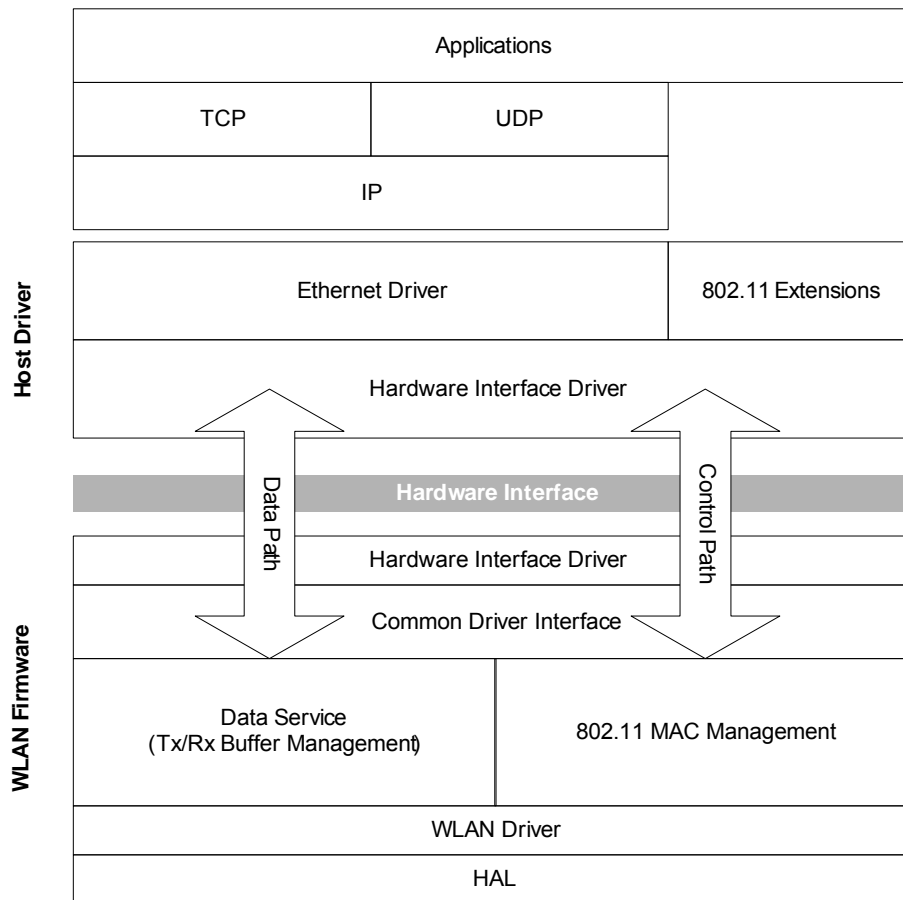 Applications
TCP
UDP
IP
Host Driver
Ethernet Driver
802.11 Extensions
Hardware Interface Driver
Data Path
Control Path
Hardware Interface
WLAN Firmware
Hardware Interface Driver
Common Driver Interface
Data Service
(Tx/Rx Buffer Management)
802.11 MAC Management
WLAN Driver
HAL